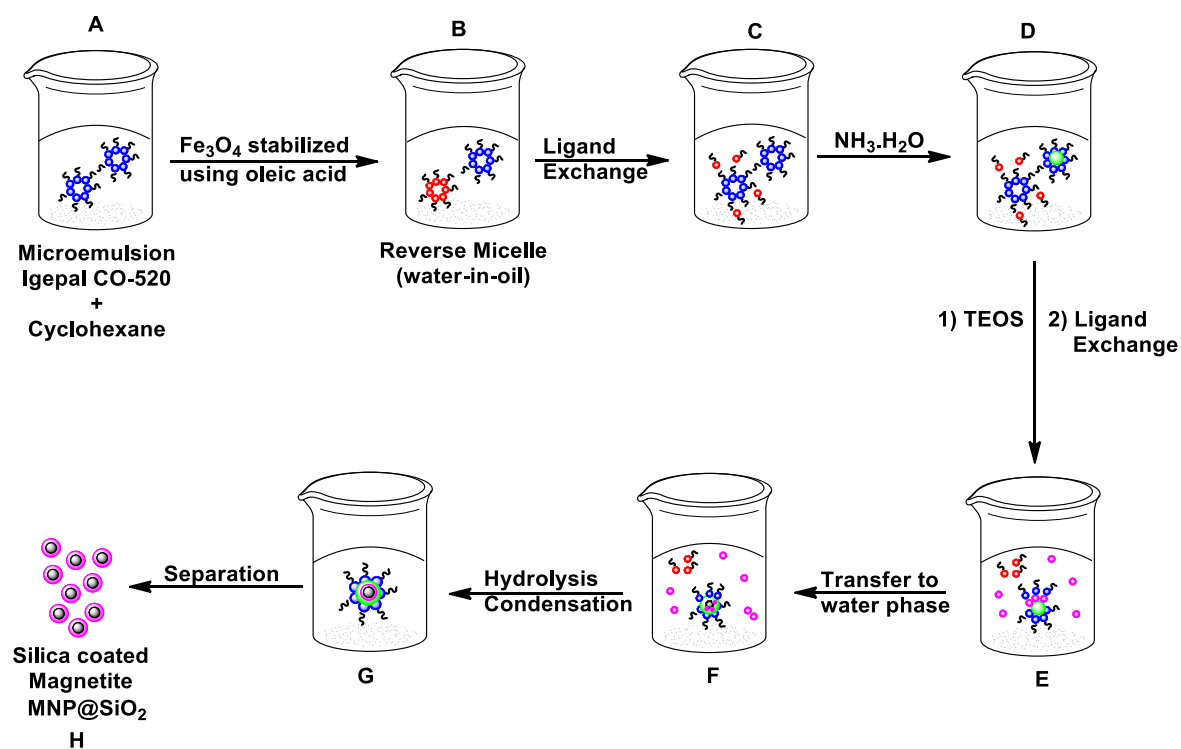 A
B
C
D
Fe₃O₄ stabilized
using oleic acid
Ligand
Exchange
NH₃.H₂O
Microemulsion
Igepal CO-520
+
Cyclohexane
Reverse Micelle
(water-in-oil)
1) TEOS
2) Ligand
Exchange
Separation
Hydrolysis
Condensation
Transfer to
water phase
Silica coated
Magnetite
MNP@SiO₂
H
G
F
E